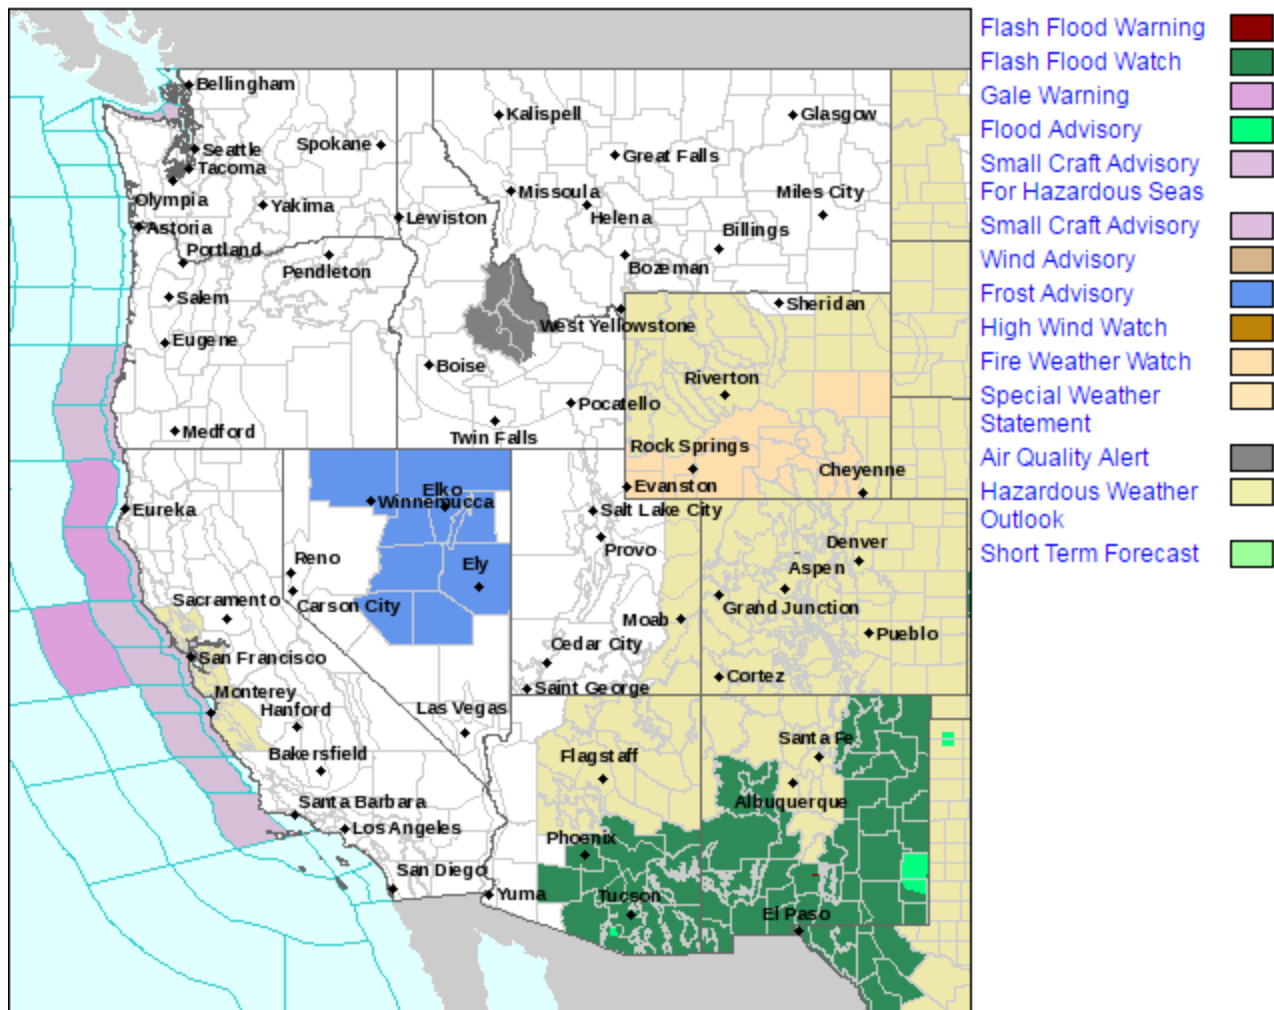 Bellingham
Kalispell
Glasgow
Spokane
Seattle
Great Falls
Tacoma
Missoula
Miles City
Olympia
Yakima
Helena
Lewiston
Astoria
Billings
Portland
Pendleton
Bozeman
Salem
Sheridan
West Yellowstone
Eugene
Boise
Riverton
Pocatello
Medford
Twin Falls
Rock Springs
Cheyenne
Elko
Evanston
Winnemucca
Eureka
Salt Lake City
Denver
Provo
Reno
Ely
Aspen
Sacramento
Carson City
Grand Junction
Moab
Pueblo
Cedar City
San Francisco
Cortez
Saint George
Monterey
Hanford
Las Vegas
Santa Fe
Bakersfield
Flagstaff
Santa Barbara
Albuquerque
Los Angeles
Phoenix
San Diego
Yuma
Tucson
El Paso
Flash Flood Warning
Flash Flood Watch
Gale Warning
Flood Advisory
Small Craft Advisory
For Hazardous Seas
Small Craft Advisory
Wind Advisory
Frost Advisory
High Wind Watch
Fire Weather Watch
Special Weather
Statement
Air Quality Alert
Hazardous Weather
Outlook
Short Term Forecast